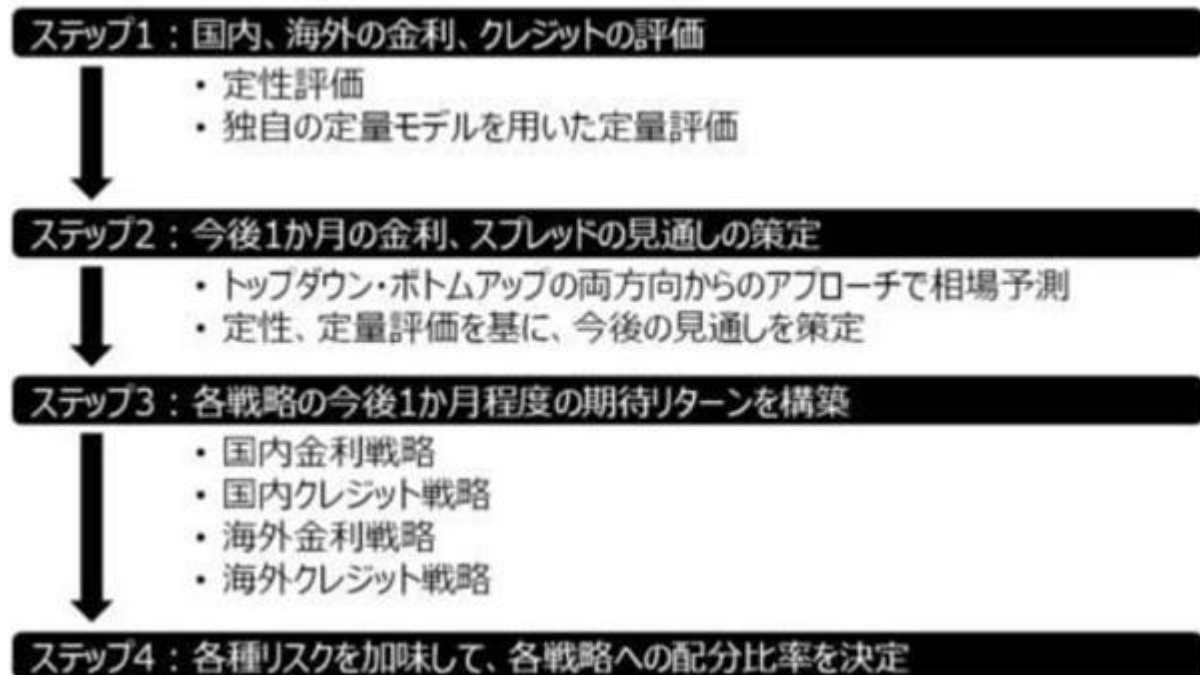 ステップ1：国内、海外の金利、クレジットの評価
・定性評価
・独自の定量モデルを用いた定量評価
ステップ2：今後1か月の金利、スプレッドの見通しの策定
・トップダウン・ボトムアップの両方向からのアプローチで相場予測
・定性、定量評価を基に、今後の見通しを策定
ステップ3：各戦略の今後1か月程度の期待リターンを構築
・国内金利戦略
・国内クレジット戦略
・海外金利戦略
・海外クレジット戦略
ステップ4：各種リスクを加味して、各戦略への配分比率を決定